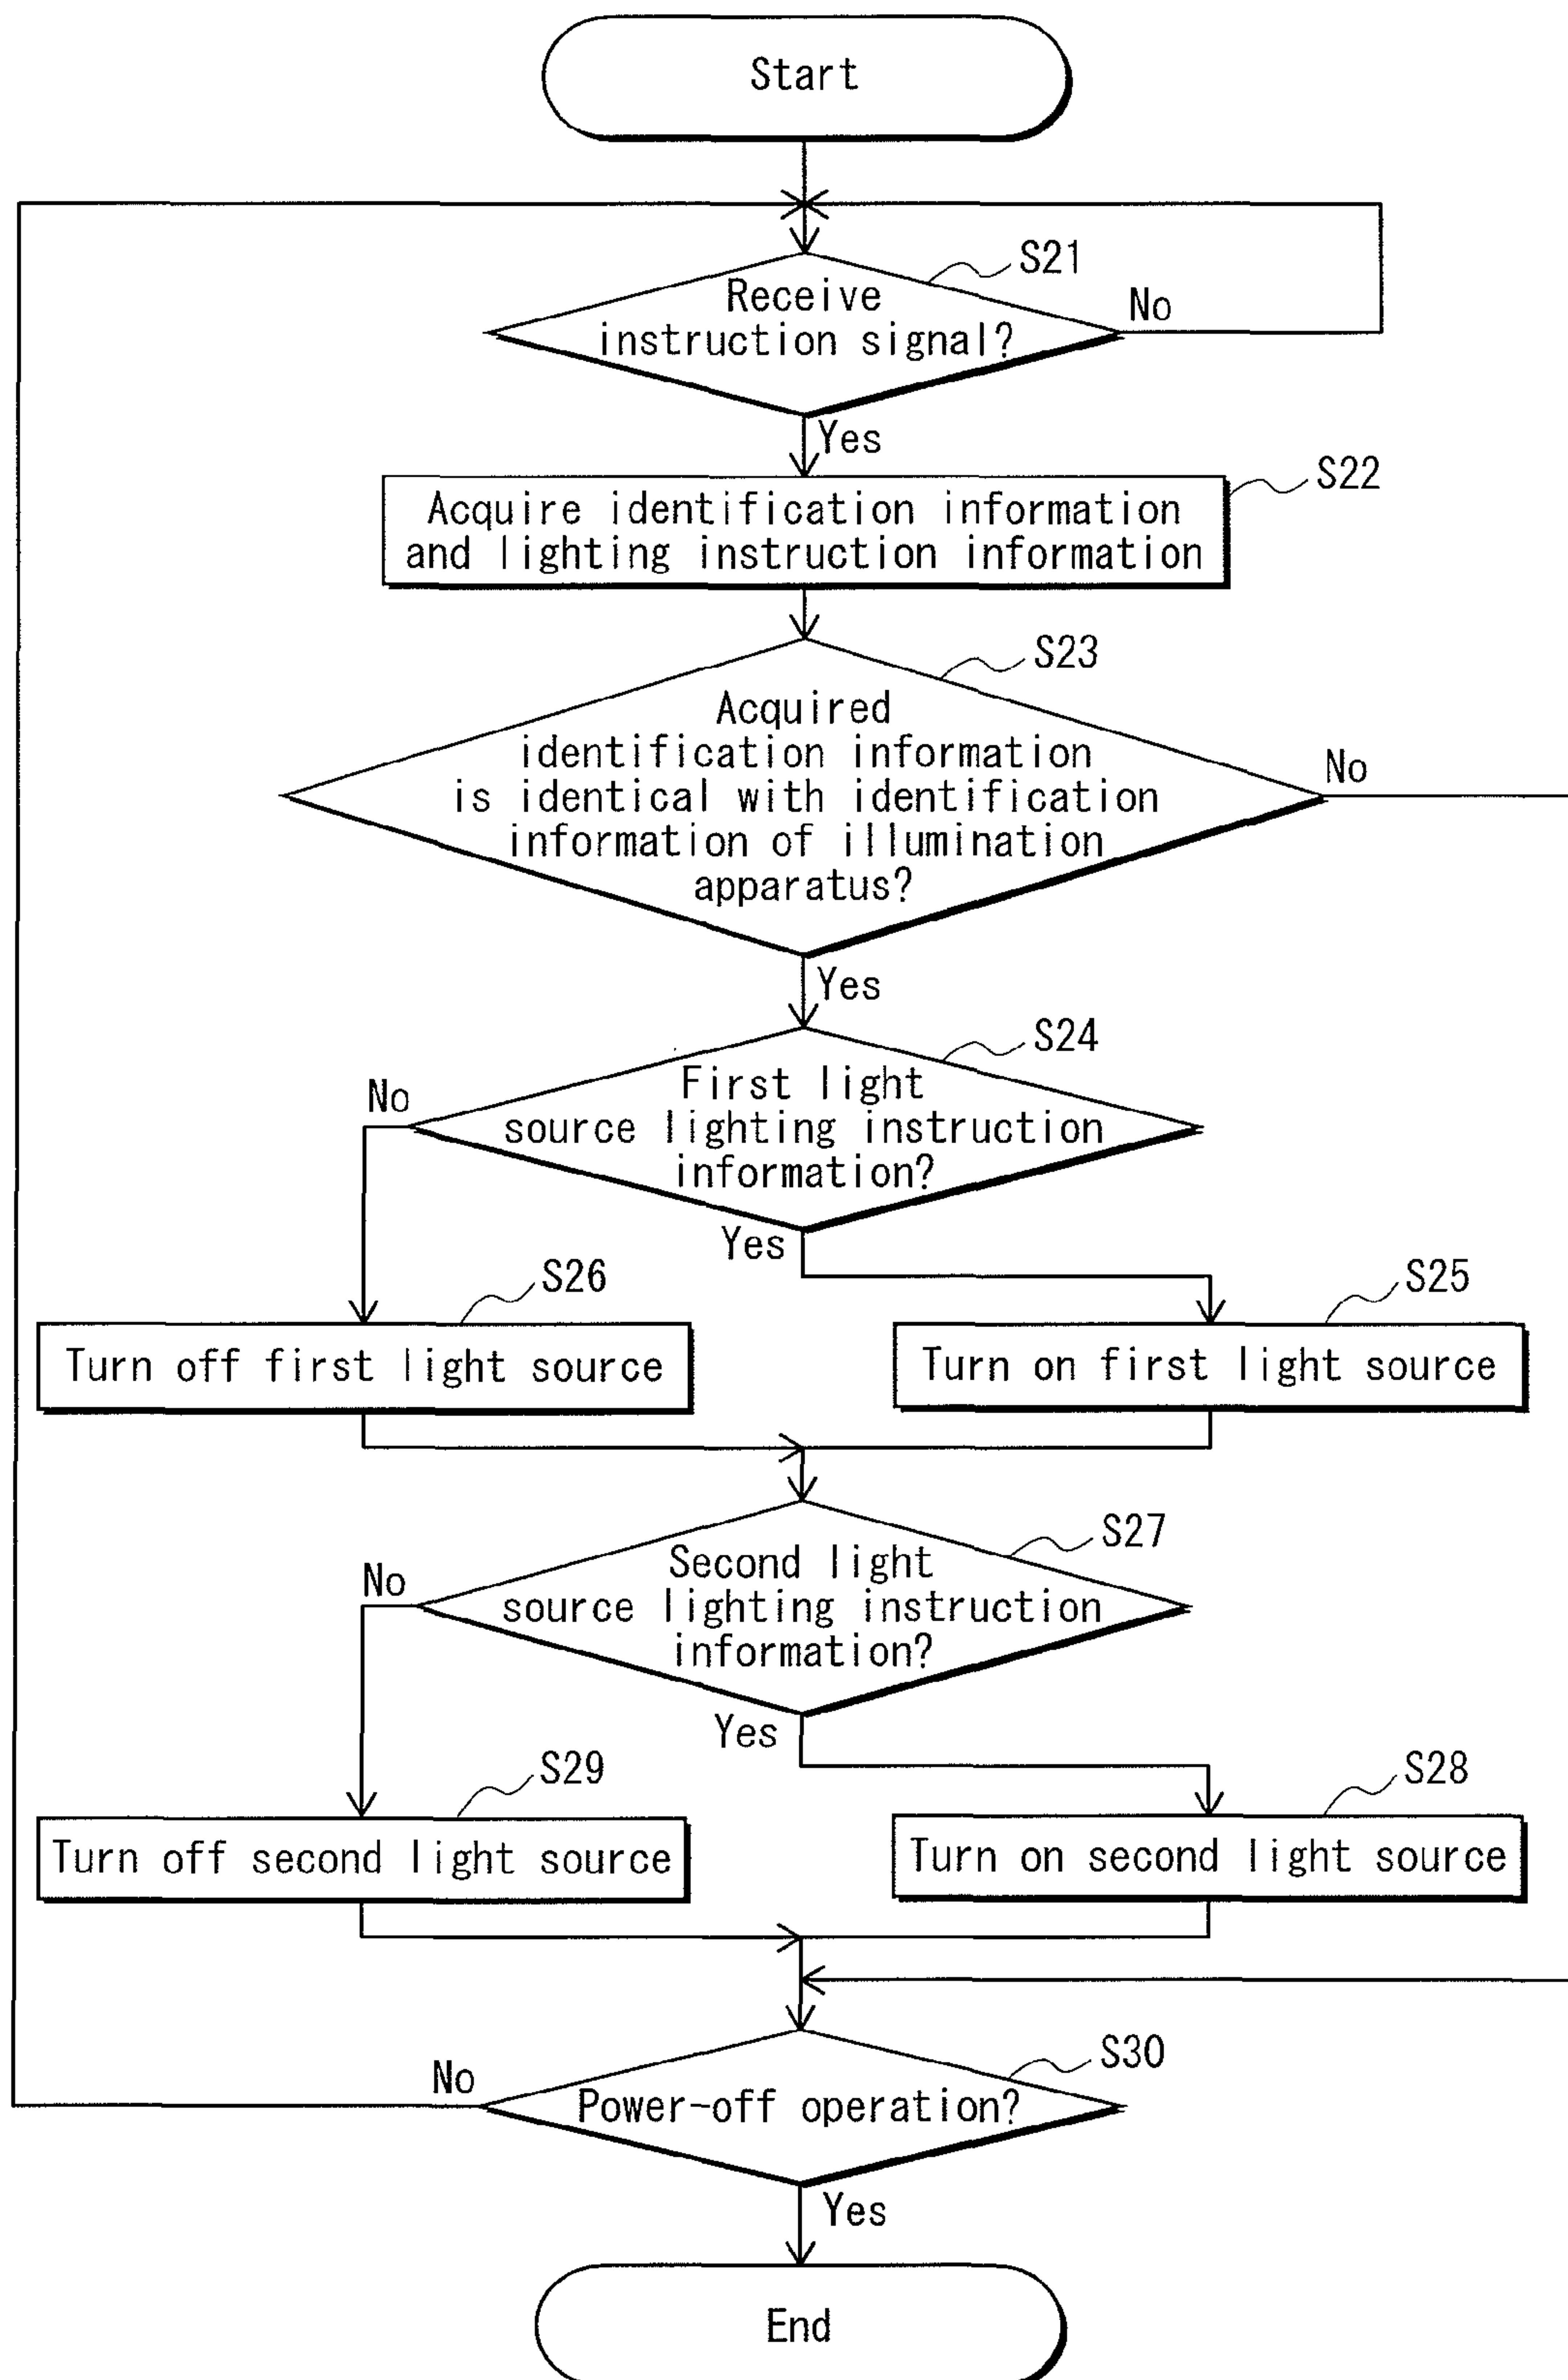 Start
S21
Receive
instruction signal?
No
Yes
S22
Acquire identification information
and lighting instruction information
S23
Acquired
identification information
is identical with identification
information of illumination
apparatus?
No
Yes
S24
First light
source lighting instruction
information?
No
Yes
S26
S25
Turn off first light source
Turn on first light source
S27
Second light
source lighting instruction
information?
No
Yes
S29
S28
Turn off second light source
Turn on second light source
S30
Power-off operation?
No
Yes
End